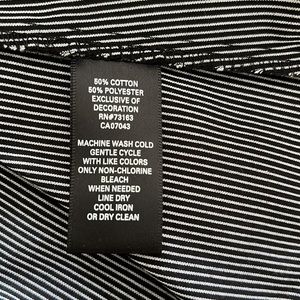 50% COTTON
50% POLYESTER
EXCLUSIVE OF
DECORATION
RN#73163
CA07043
MACHINE WASH COLD
GENTLE CYCLE
WITH LIKE COLORS
ONLY NON-CHLORINE
BLEACH
WHEN NEEDED
LINE DRY
COOL IRON
OR DRY CLEAN